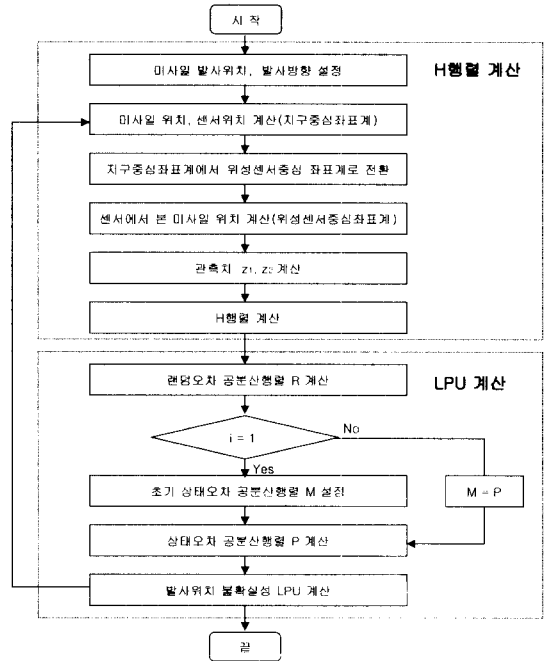 시 작
H행렬 계산
미사일 발사위치, 발사방향 설정
미사일 위치, 센서위치 계산(지구중심좌표계)
지구중심좌표계에서 위성센서중심 좌표계로 전환
센서에서 본 미사일 위치 계산(위성센서중심좌표계)
관측치 z₁, z₂ 계산
H행렬 계산
LPU 계산
랜덤오차 공분산행렬 R 계산
i = 1
No
Yes
초기 상태오차 공분산행렬 M 설정
M = P
상태오차 공분산행렬 P 계산
발사위치 불확실성 LPU 계산
끝